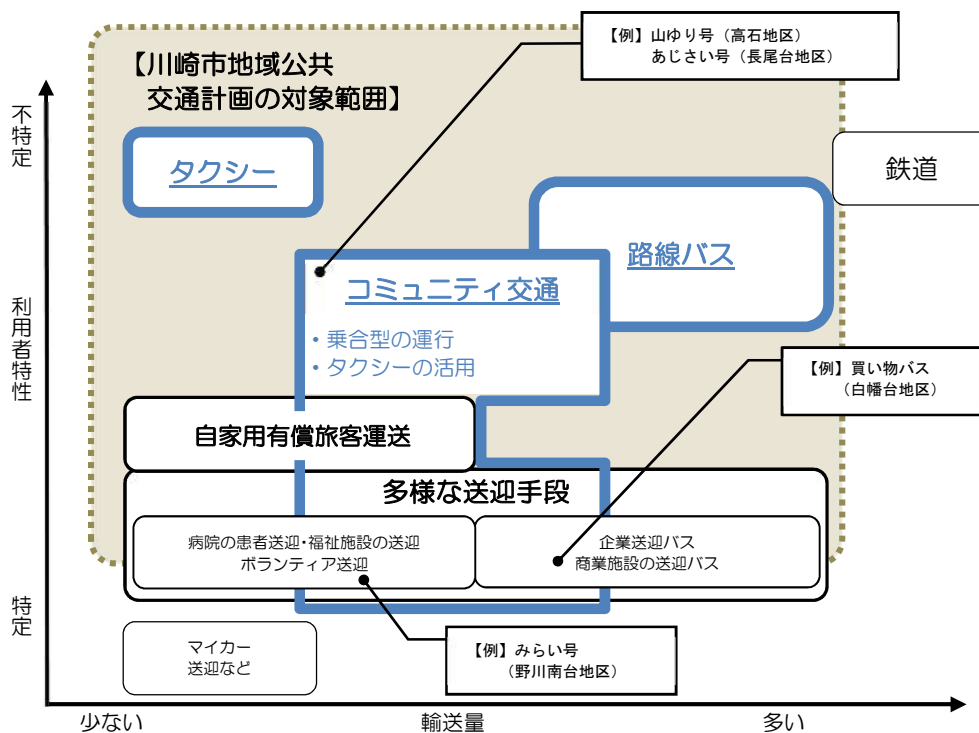 【例】山ゆり号（高石地区）
あじさい号（長尾台地区）
【川崎市地域公共
交通計画の対象範囲】
不特定
タクシー
鉄道
路線バス
コミュニティ交通
・乗合型の運行
・タクシーの活用
利用者特性
【例】買い物バス
（白幡台地区）
自家用有償旅客運送
多様な送迎手段
病院の患者送迎・福祉施設の送迎
ボランティア送迎
企業送迎バス
商業施設の送迎バス
特定
マイカー
送迎など
【例】みらい号
（野川南台地区）
少ない
輸送量
多い